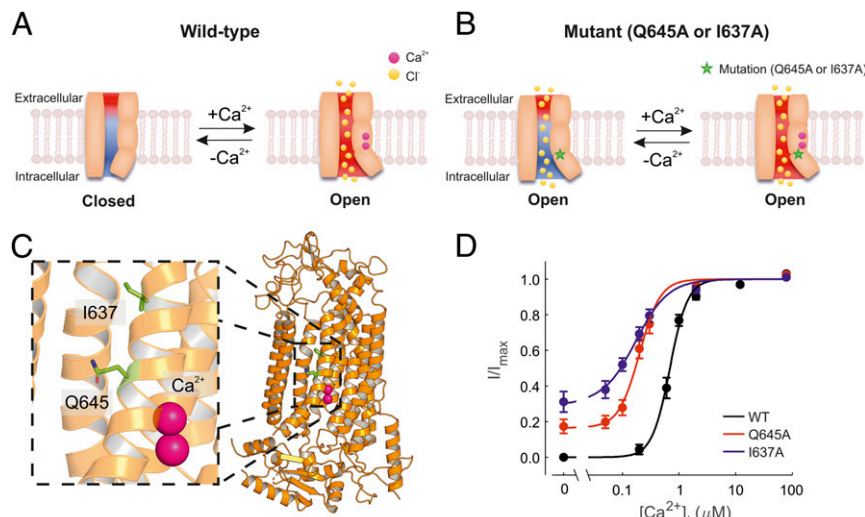 A
Wild-type
Ca²⁺
Cl⁻
Extracellular
+Ca²⁺
-Ca²⁺
Intracellular
Closed
Open
B
Mutant (Q645A or I637A)
Mutation (Q645A or I637A)
Extracellular
+Ca²⁺
-Ca²⁺
Intracellular
Open
Open
C
I637
Q645
Ca²⁺
D
I/Imax
1.0
0.8
0.6
0.4
0.2
0.0
WT
Q645A
I637A
0
0.1
1
10
100
[Ca²⁺]ᵢ (μM)